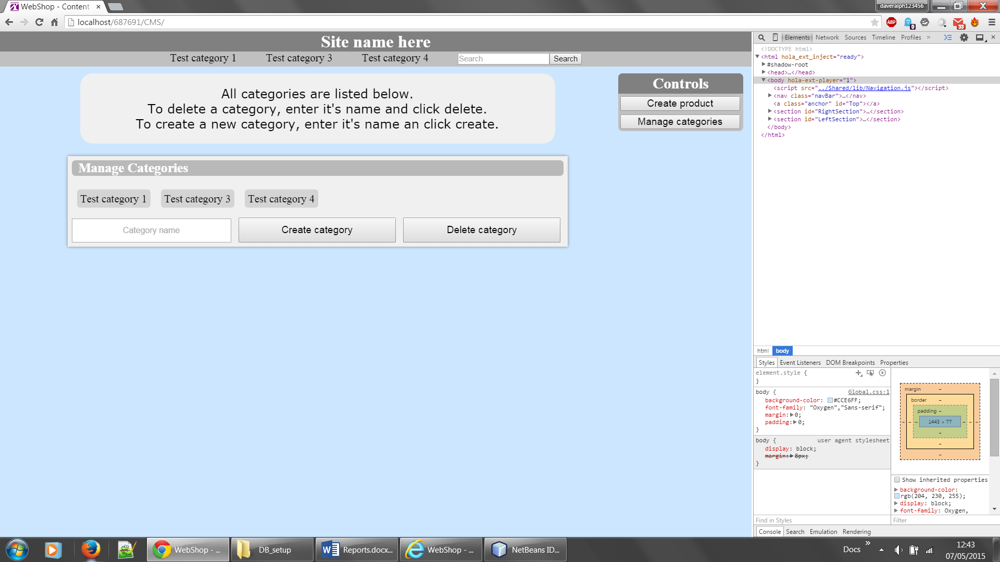 WebShop - Content
daveralph123456
localhost/687691/CMS/
ABP
0
33
Site name here
Test category 1 Test category 3 Test category 4 Search Search
All categories are listed below.
To delete a category, enter it's name and click delete.
To create a new category, enter it's name an click create.
Controls
Create product
Manage categories
Manage Categories
Test category 1 Test category 3 Test category 4
Category name Create category Delete category
Elements Network Sources Timeline Profiles »
<!DOCTYPE html>
<html hola_ext_inject="ready">
#shadow-root
<head>…</head>
<body hola-ext-player="1">
<script src="../Shared/lib/Navigation.js"></script>
<nav class="navBar">…</nav>
<a class="anchor" id="Top"></a>
<section id="RightSection">…</section>
<section id="LeftSection">…</section>
</body>
</html>
html body
Styles Event Listeners DOM Breakpoints Properties
element.style {
}
body { Global.css:1
background-color: #CCE6FF;
font-family: "Oxygen","Sans-serif";
margin: 0;
padding: 0;
}
body { user agent stylesheet
display: block;
margin: 8px;
}
margin –
border –
padding –
– – – 1443 × 77 – – –
–
–
–
Show inherited properties
background-color:
rgb(204, 230, 255);
display: block;
font-family: Oxygen,
Find in Styles
Filter
Console Search Emulation Rendering
WebShop - ...
DB_setup
Reports.docx...
WebShop - ...
NetBeans ID...
Docs »
12:43
07/05/2015